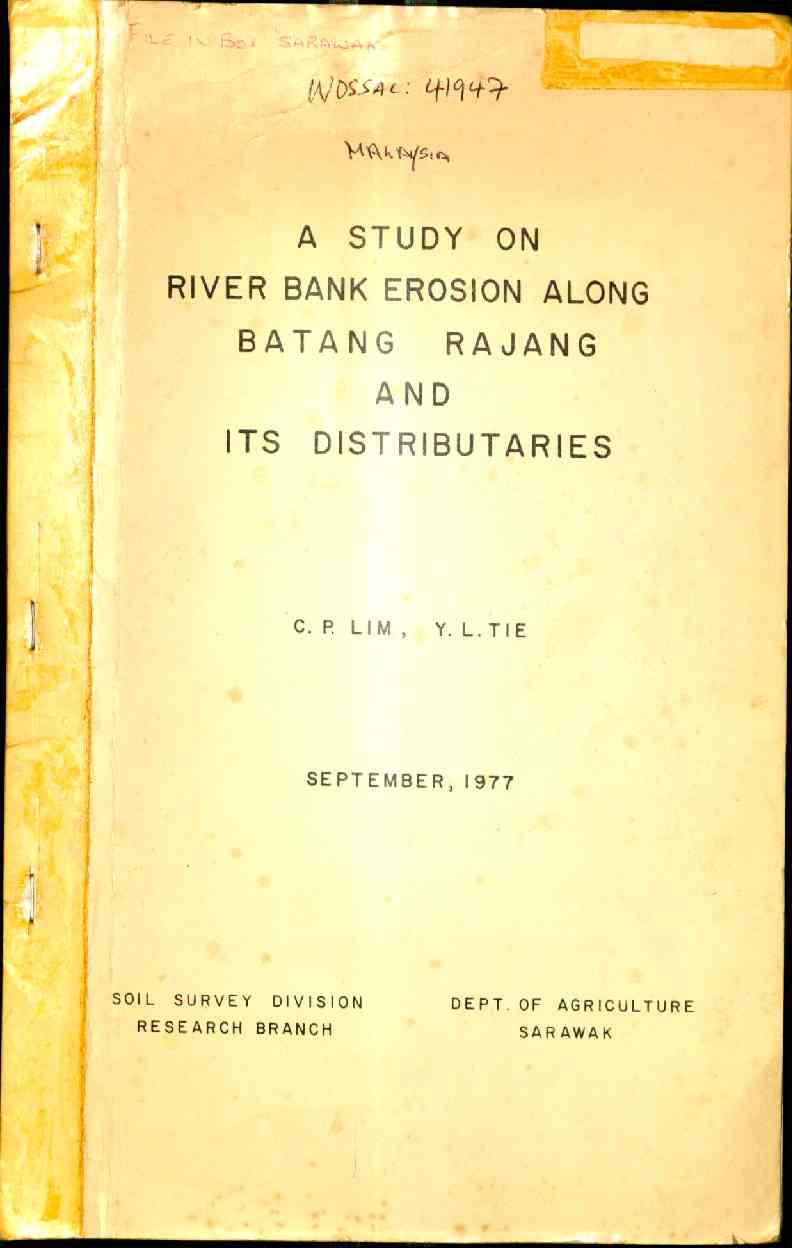 FILE IN BOX SARAWAK
WOSSAC: 41947
MALAYSIA
A STUDY ON
RIVER BANK EROSION ALONG
BATANG RAJANG
AND
ITS DISTRIBUTARIES
C. P. LIM, Y. L. TIE
SEPTEMBER, 1977
SOIL SURVEY DIVISION
RESEARCH BRANCH
DEPT. OF AGRICULTURE
SARAWAK